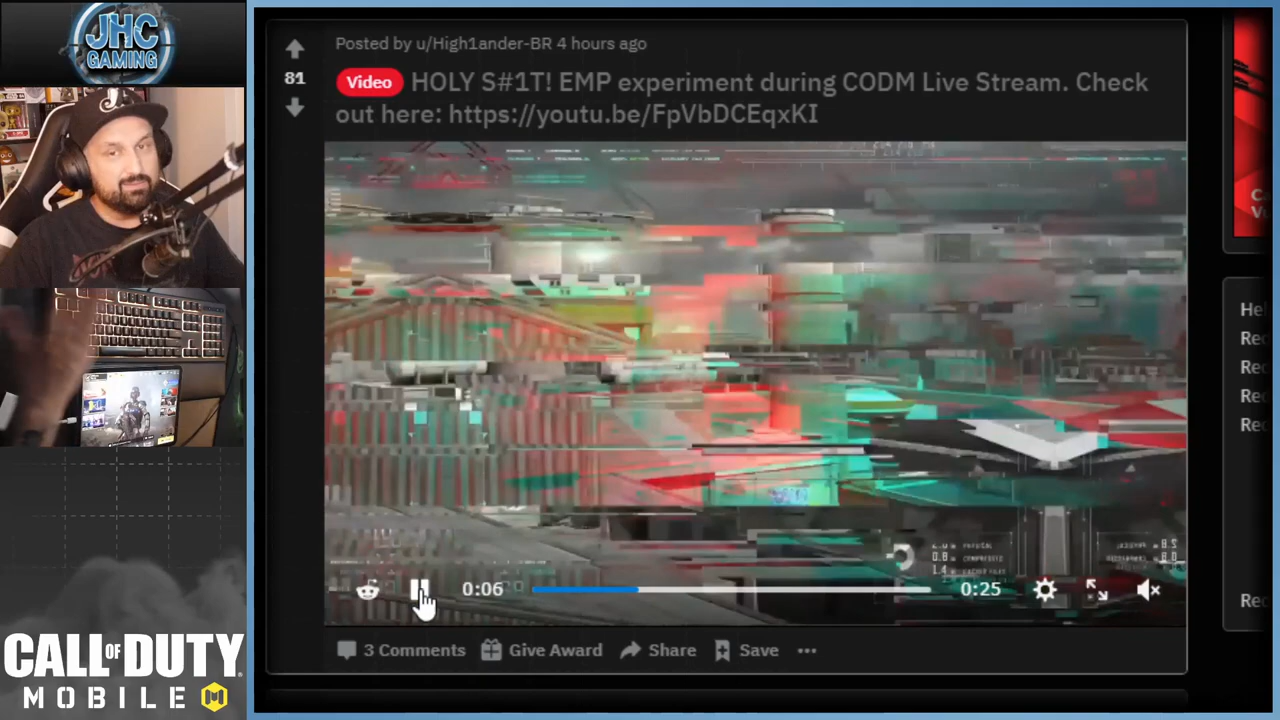 JHC
GAMING
Posted by u/High1ander-BR 4 hours ago
81
Video HOLY S#1T! EMP experiment during CODM Live Stream. Check
out here: https://youtu.be/FpVbDCEqxKI
0:06
0:25
3 Comments Give Award Share Save
CALL OF DUTY
MOBILE